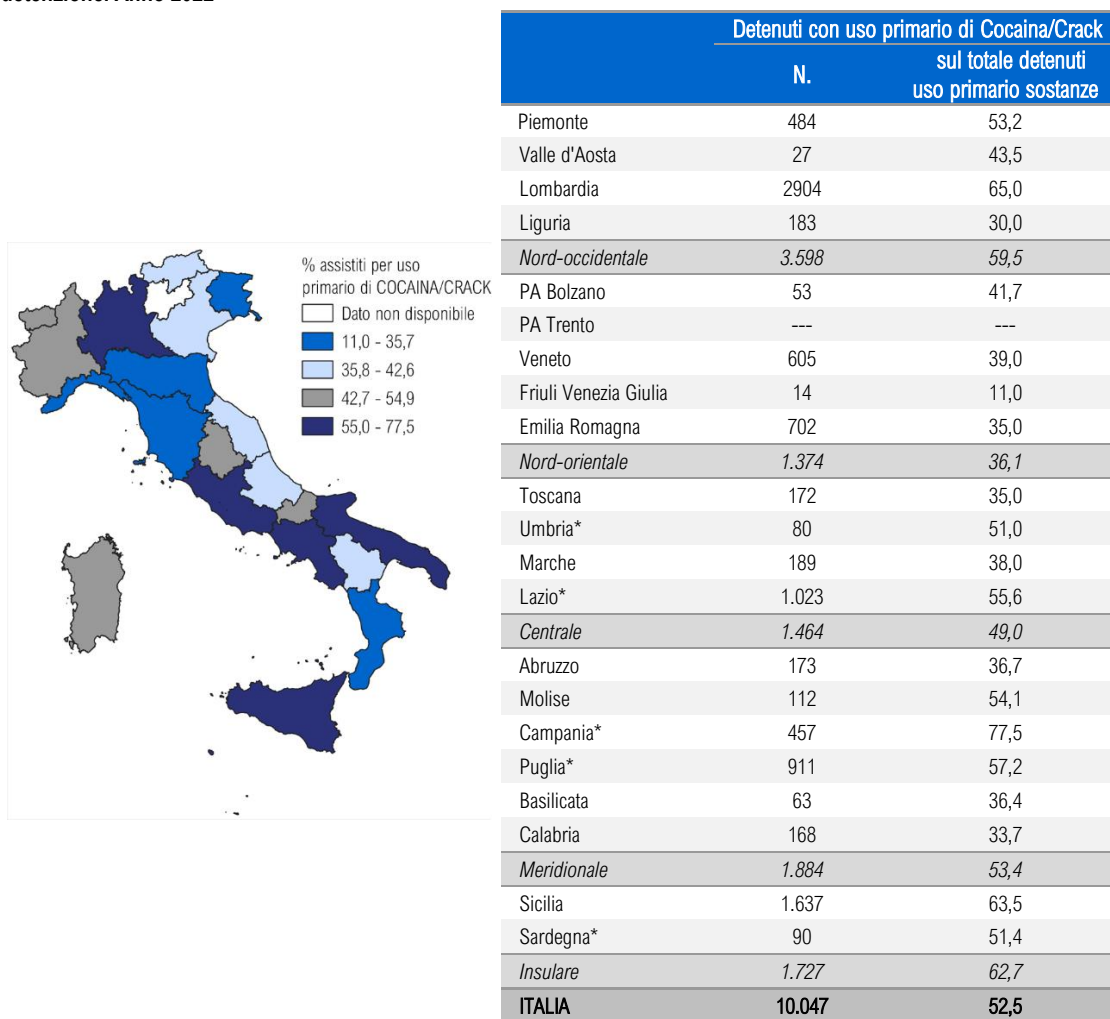 Detenuti con uso primario di Cocaina/Crack
N. sul totale detenuti
uso primario sostanze
Piemonte 484 53,2
Valle d'Aosta 27 43,5
Lombardia 2904 65,0
Liguria 183 30,0
Nord-occidentale 3.598 59,5
PA Bolzano 53 41,7
PA Trento --- ---
Veneto 605 39,0
Friuli Venezia Giulia 14 11,0
Emilia Romagna 702 35,0
Nord-orientale 1.374 36,1
Toscana 172 35,0
Umbria* 80 51,0
Marche 189 38,0
Lazio* 1.023 55,6
Centrale 1.464 49,0
Abruzzo 173 36,7
Molise 112 54,1
Campania* 457 77,5
Puglia* 911 57,2
Basilicata 63 36,4
Calabria 168 33,7
Meridionale 1.884 53,4
Sicilia 1.637 63,5
Sardegna* 90 51,4
Insulare 1.727 62,7
ITALIA 10.047 52,5
% assistiti per uso
primario di COCAINA/CRACK
Dato non disponibile
11,0 - 35,7
35,8 - 42,6
42,7 - 54,9
55,0 - 77,5